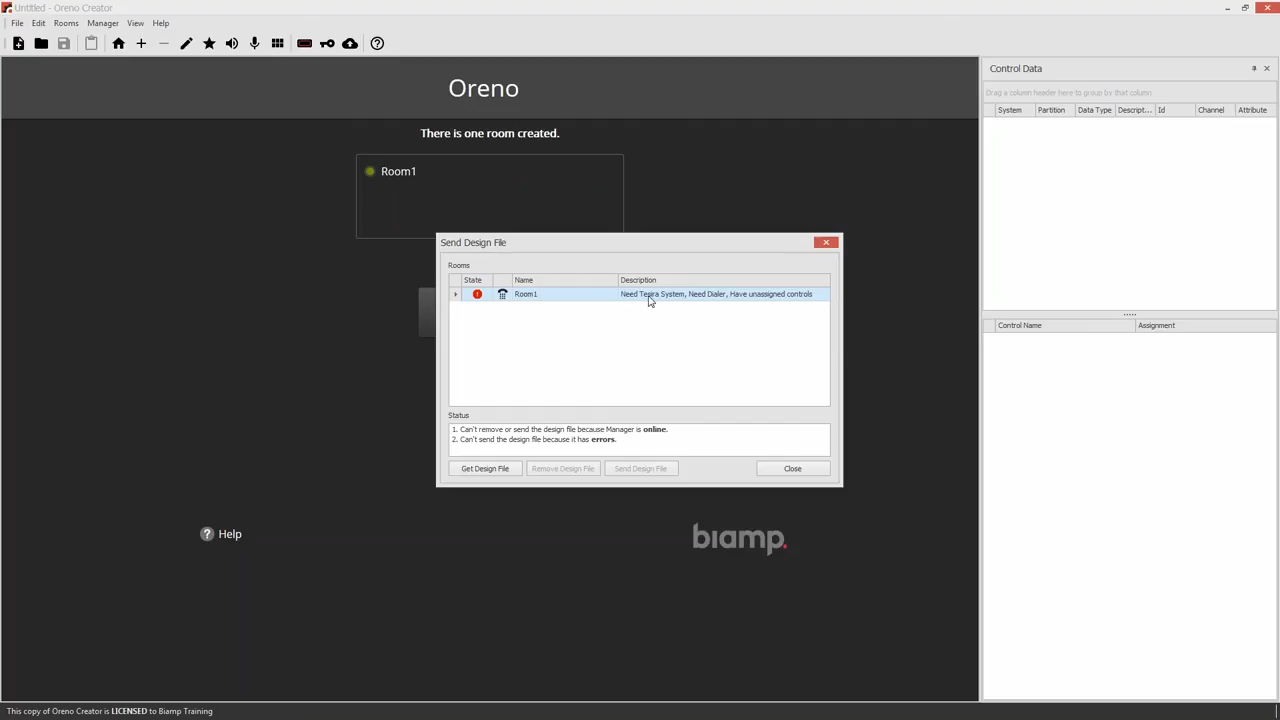 Untitled - Oreno Creator
File Edit Rooms Manager View Help
Oreno
There is one room created.
Room1
Send Design File
Rooms
State Name Description
Room1 Need Tesira System, Need Dialer, Have unassigned controls
Status
1. Can't remove or send the design file because Manager is online.
2. Can't send the design file because it has errors.
Get Design File Remove Design File Send Design File Close
? Help
biamp.
Control Data
Drag a column header here to group by that column
System Partition Data Type Descript... Id Channel Attribute
Control Name Assignment
This copy of Oreno Creator is LICENSED to Biamp Training